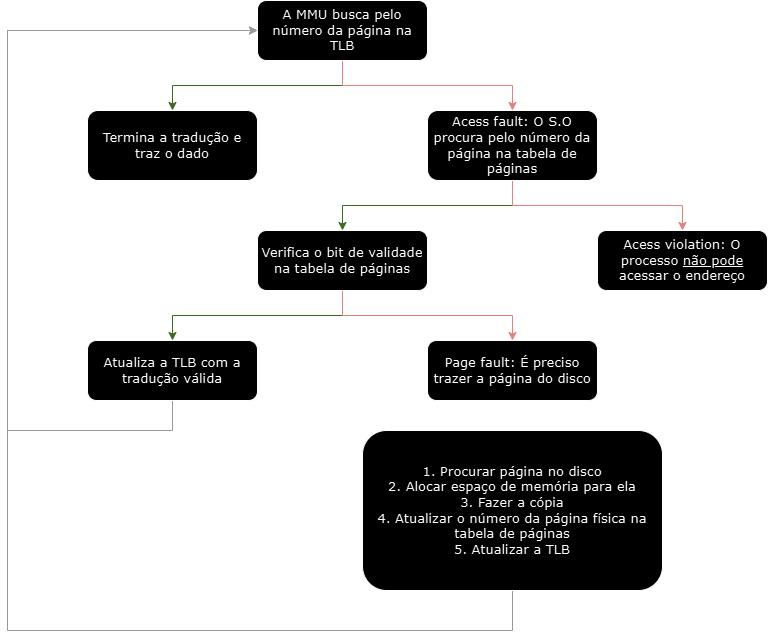 A MMU busca pelo
número da página na
TLB
Termina a tradução e
traz o dado
Acess fault: O S.O
procura pelo número da
página na tabela de
páginas
Verifica o bit de validade
na tabela de páginas
Acess violation: O
processo não pode
acessar o endereço
Atualiza a TLB com a
tradução válida
Page fault: É preciso
trazer a página do disco
1. Procurar página no disco
2. Alocar espaço de memória para ela
3. Fazer a cópia
4. Atualizar o número da página física na
tabela de páginas
5. Atualizar a TLB